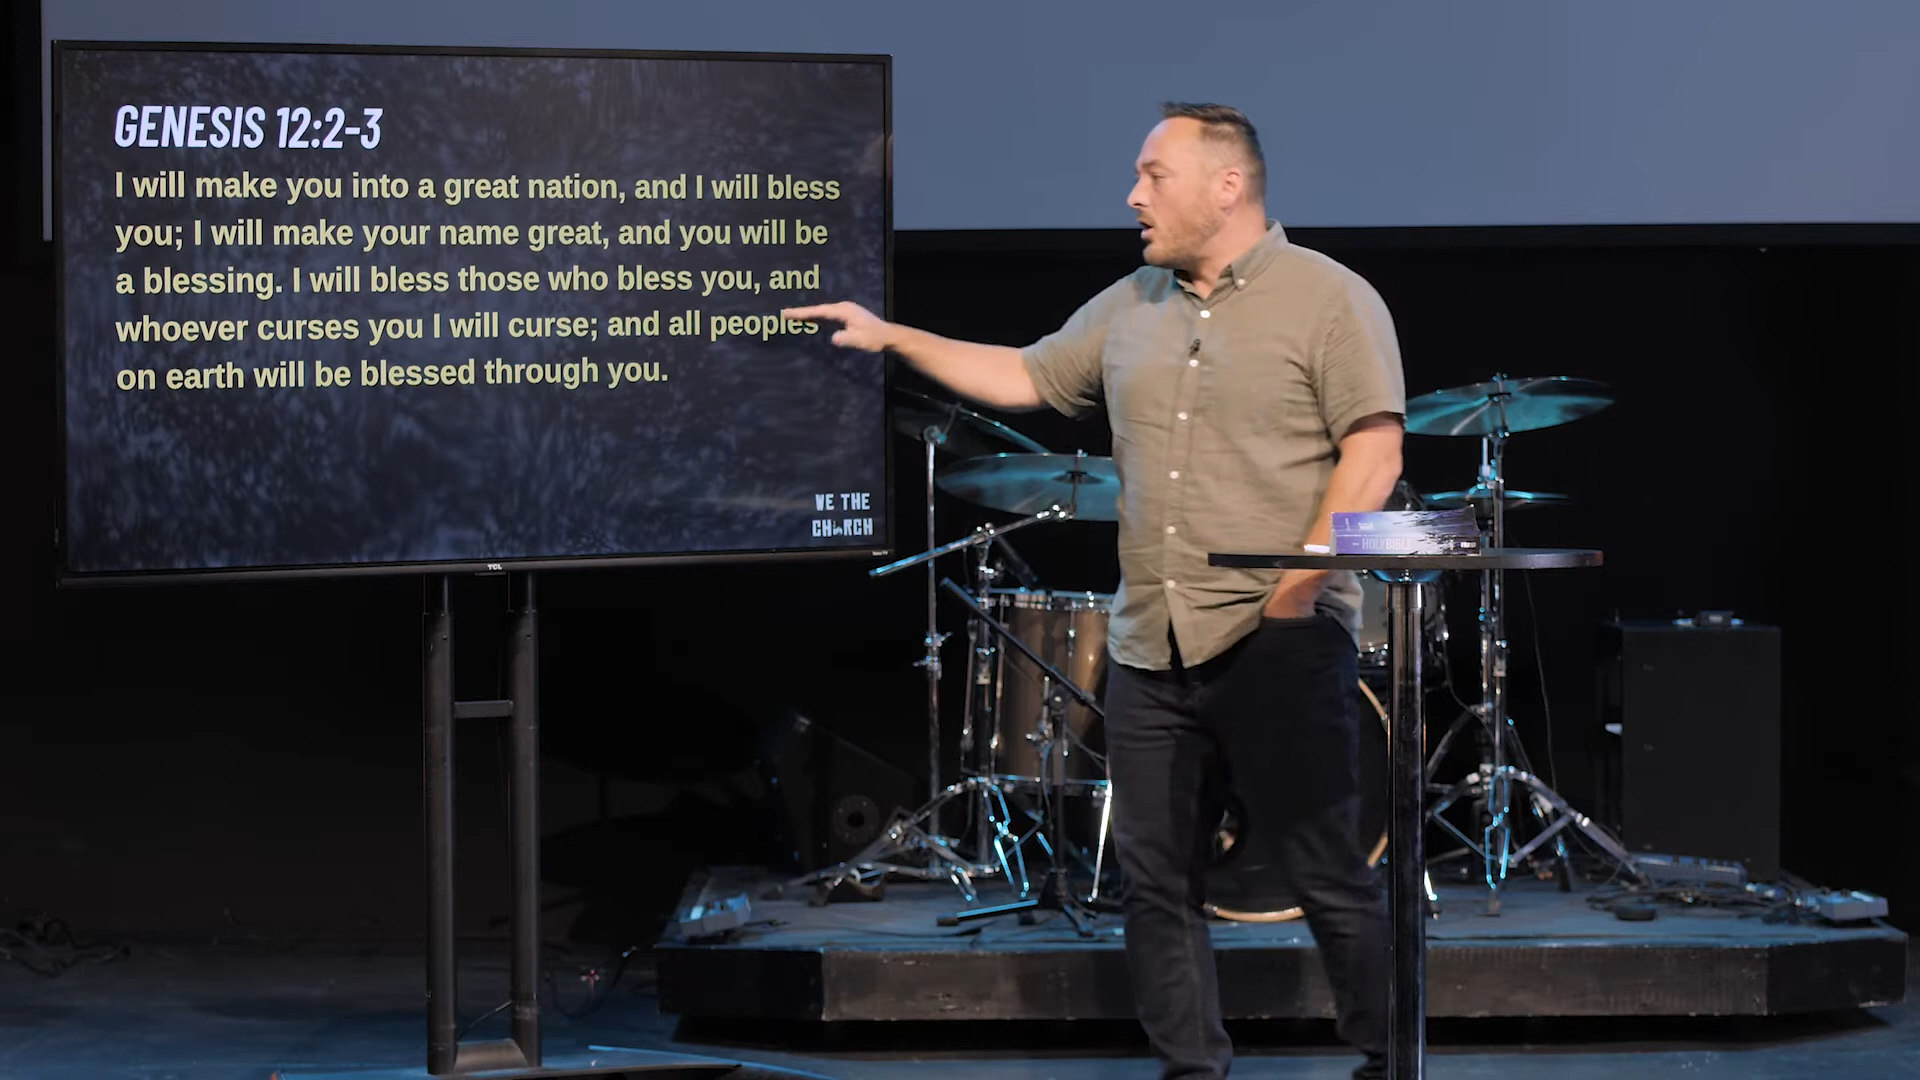 GENESIS 12:2-3
I will make you into a great nation, and I will bless
you; I will make your name great, and you will be
a blessing. I will bless those who bless you, and
whoever curses you I will curse; and all peoples
on earth will be blessed through you.
WE THE
CHURCH
TCL
HOLY BIBLE